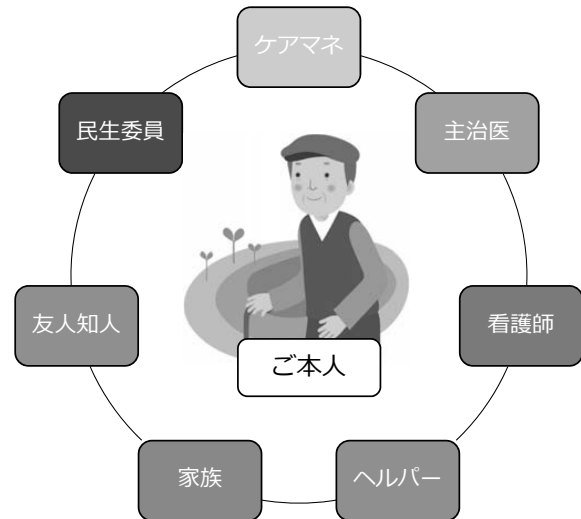 ケアマネ
主治医
看護師
ヘルパー
家族
友人知人
民生委員
ご本人